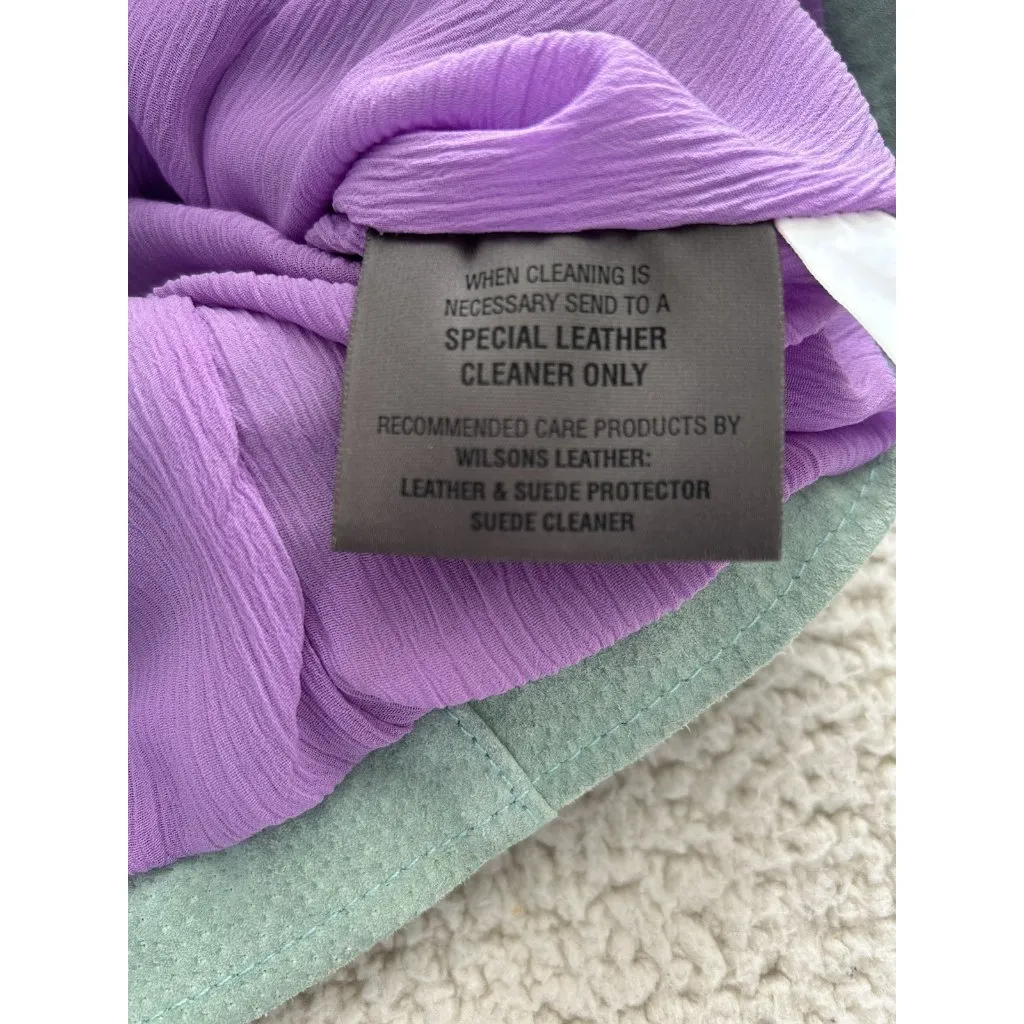 WHEN CLEANING IS
NECESSARY SEND TO A
SPECIAL LEATHER
CLEANER ONLY
RECOMMENDED CARE PRODUCTS BY
WILSONS LEATHER:
LEATHER & SUEDE PROTECTOR
SUEDE CLEANER